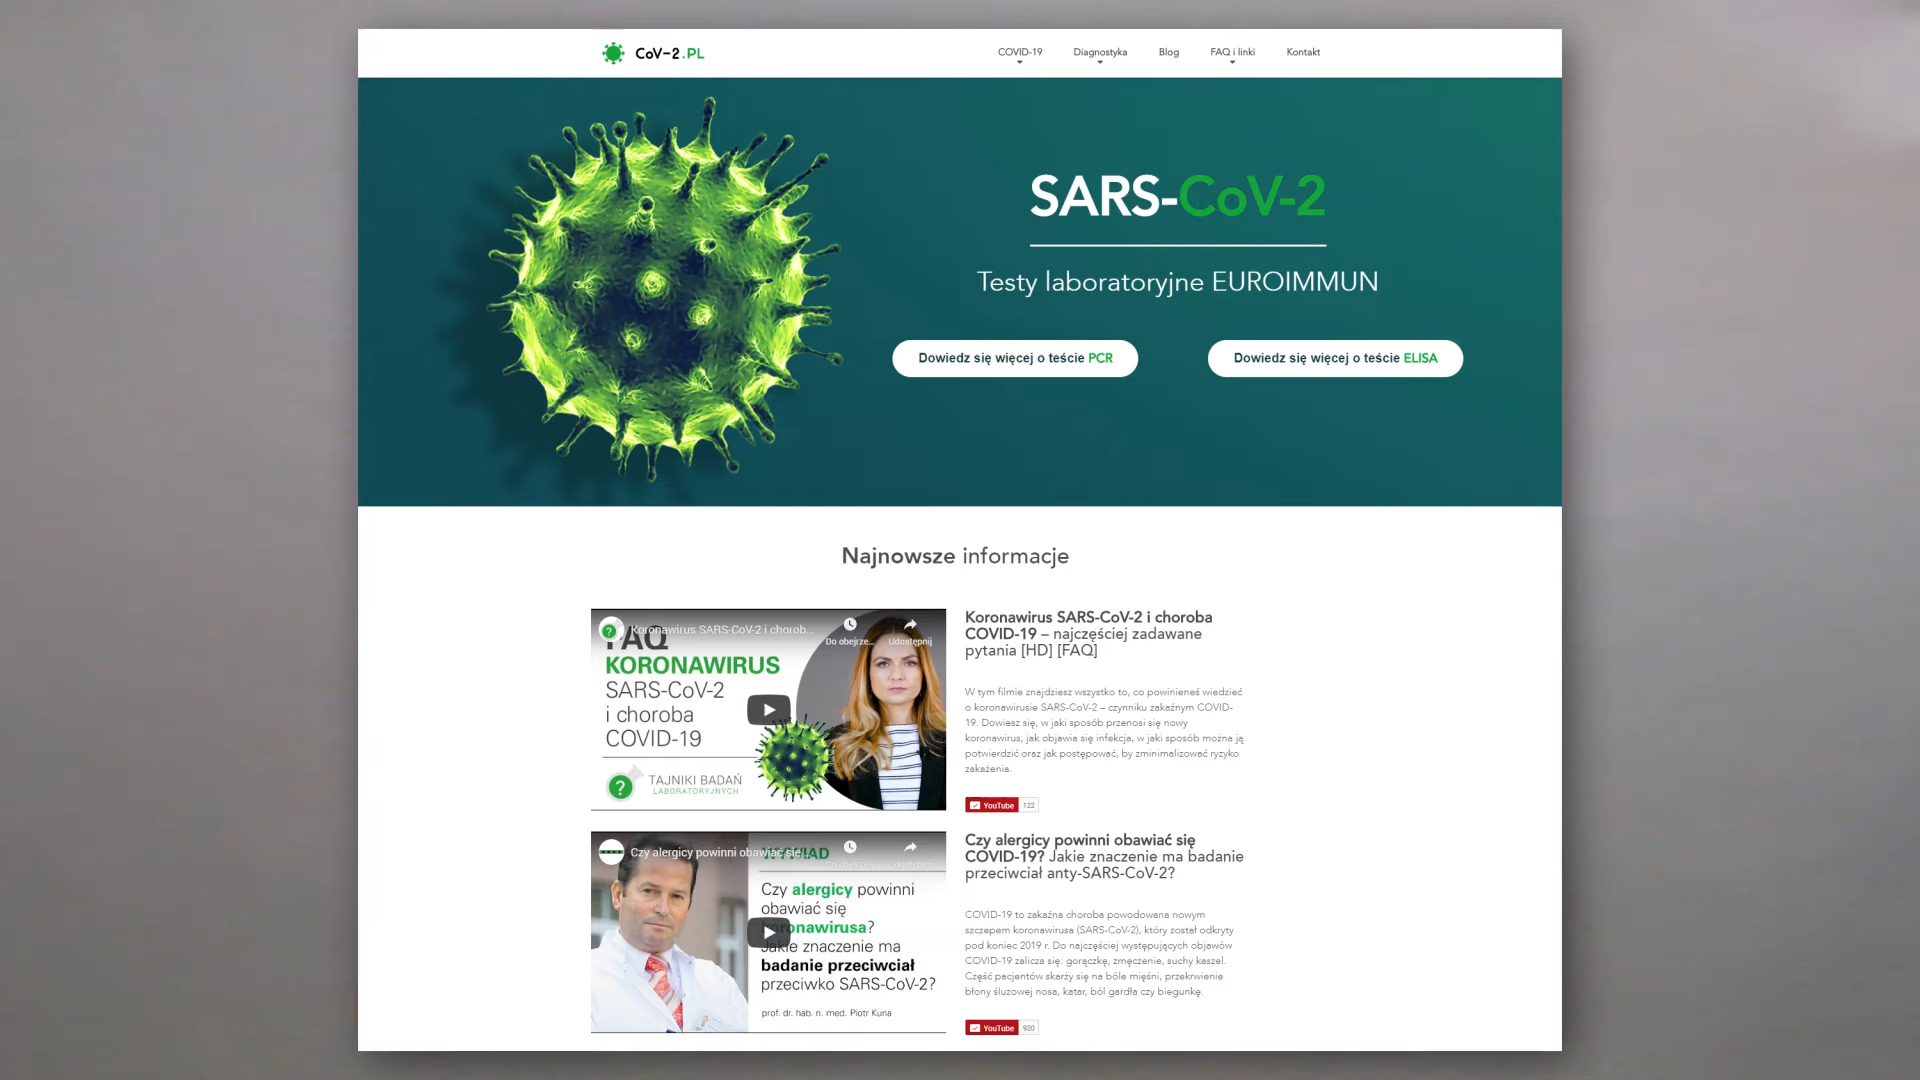 CoV-2.PL
COVID-19
Diagnostyka
Blog
FAQ i linki
Kontakt
SARS-CoV-2
Testy laboratoryjne EUROIMMUN
Dowiedz się więcej o teście PCR
Dowiedz się więcej o teście ELISA
Najnowsze informacje
Koronawirus SARS-CoV-2 i chorob...
Do obejrze...
Udostępnij
FAQ
KORONAWIRUS
SARS-CoV-2
i choroba
COVID-19
TAJNIKI BADAŃ
LABORATORYJNYCH
Koronawirus SARS-CoV-2 i choroba
COVID-19 – najczęściej zadawane
pytania [HD] [FAQ]
W tym filmie znajdziesz wszystko to, co powinieneś wiedzieć
o koronawirusie SARS-CoV-2 – czynniku zakaźnym COVID-
19. Dowiesz się, w jaki sposób przenosi się nowy
koronawirus, jak objawia się infekcja, w jaki sposób można ją
potwierdzić oraz jak postępować, by zminimalizować ryzyko
zakażenia.
YouTube 122
Czy alergicy powinni obawiać się...
Do obejrze...
Udostępnij
WYWIAD
Czy alergicy powinni
obawiać się
koronawirusa?
Jakie znaczenie ma
badanie przeciwciał
przeciwko SARS-CoV-2?
prof. dr. hab. n. med. Piotr Kuna
Czy alergicy powinni obawiać się
COVID-19? Jakie znaczenie ma badanie
przeciwciał anty-SARS-CoV-2?
COVID-19 to zakaźna choroba powodowana nowym
szczepem koronawirusa (SARS-CoV-2), który został odkryty
pod koniec 2019 r. Do najczęściej występujących objawów
COVID-19 zalicza się: gorączkę, zmęczenie, suchy kaszel.
Część pacjentów skarży się na bóle mięśni, przekrwienie
błony śluzowej nosa, katar, ból gardła czy biegunkę.
YouTube 920